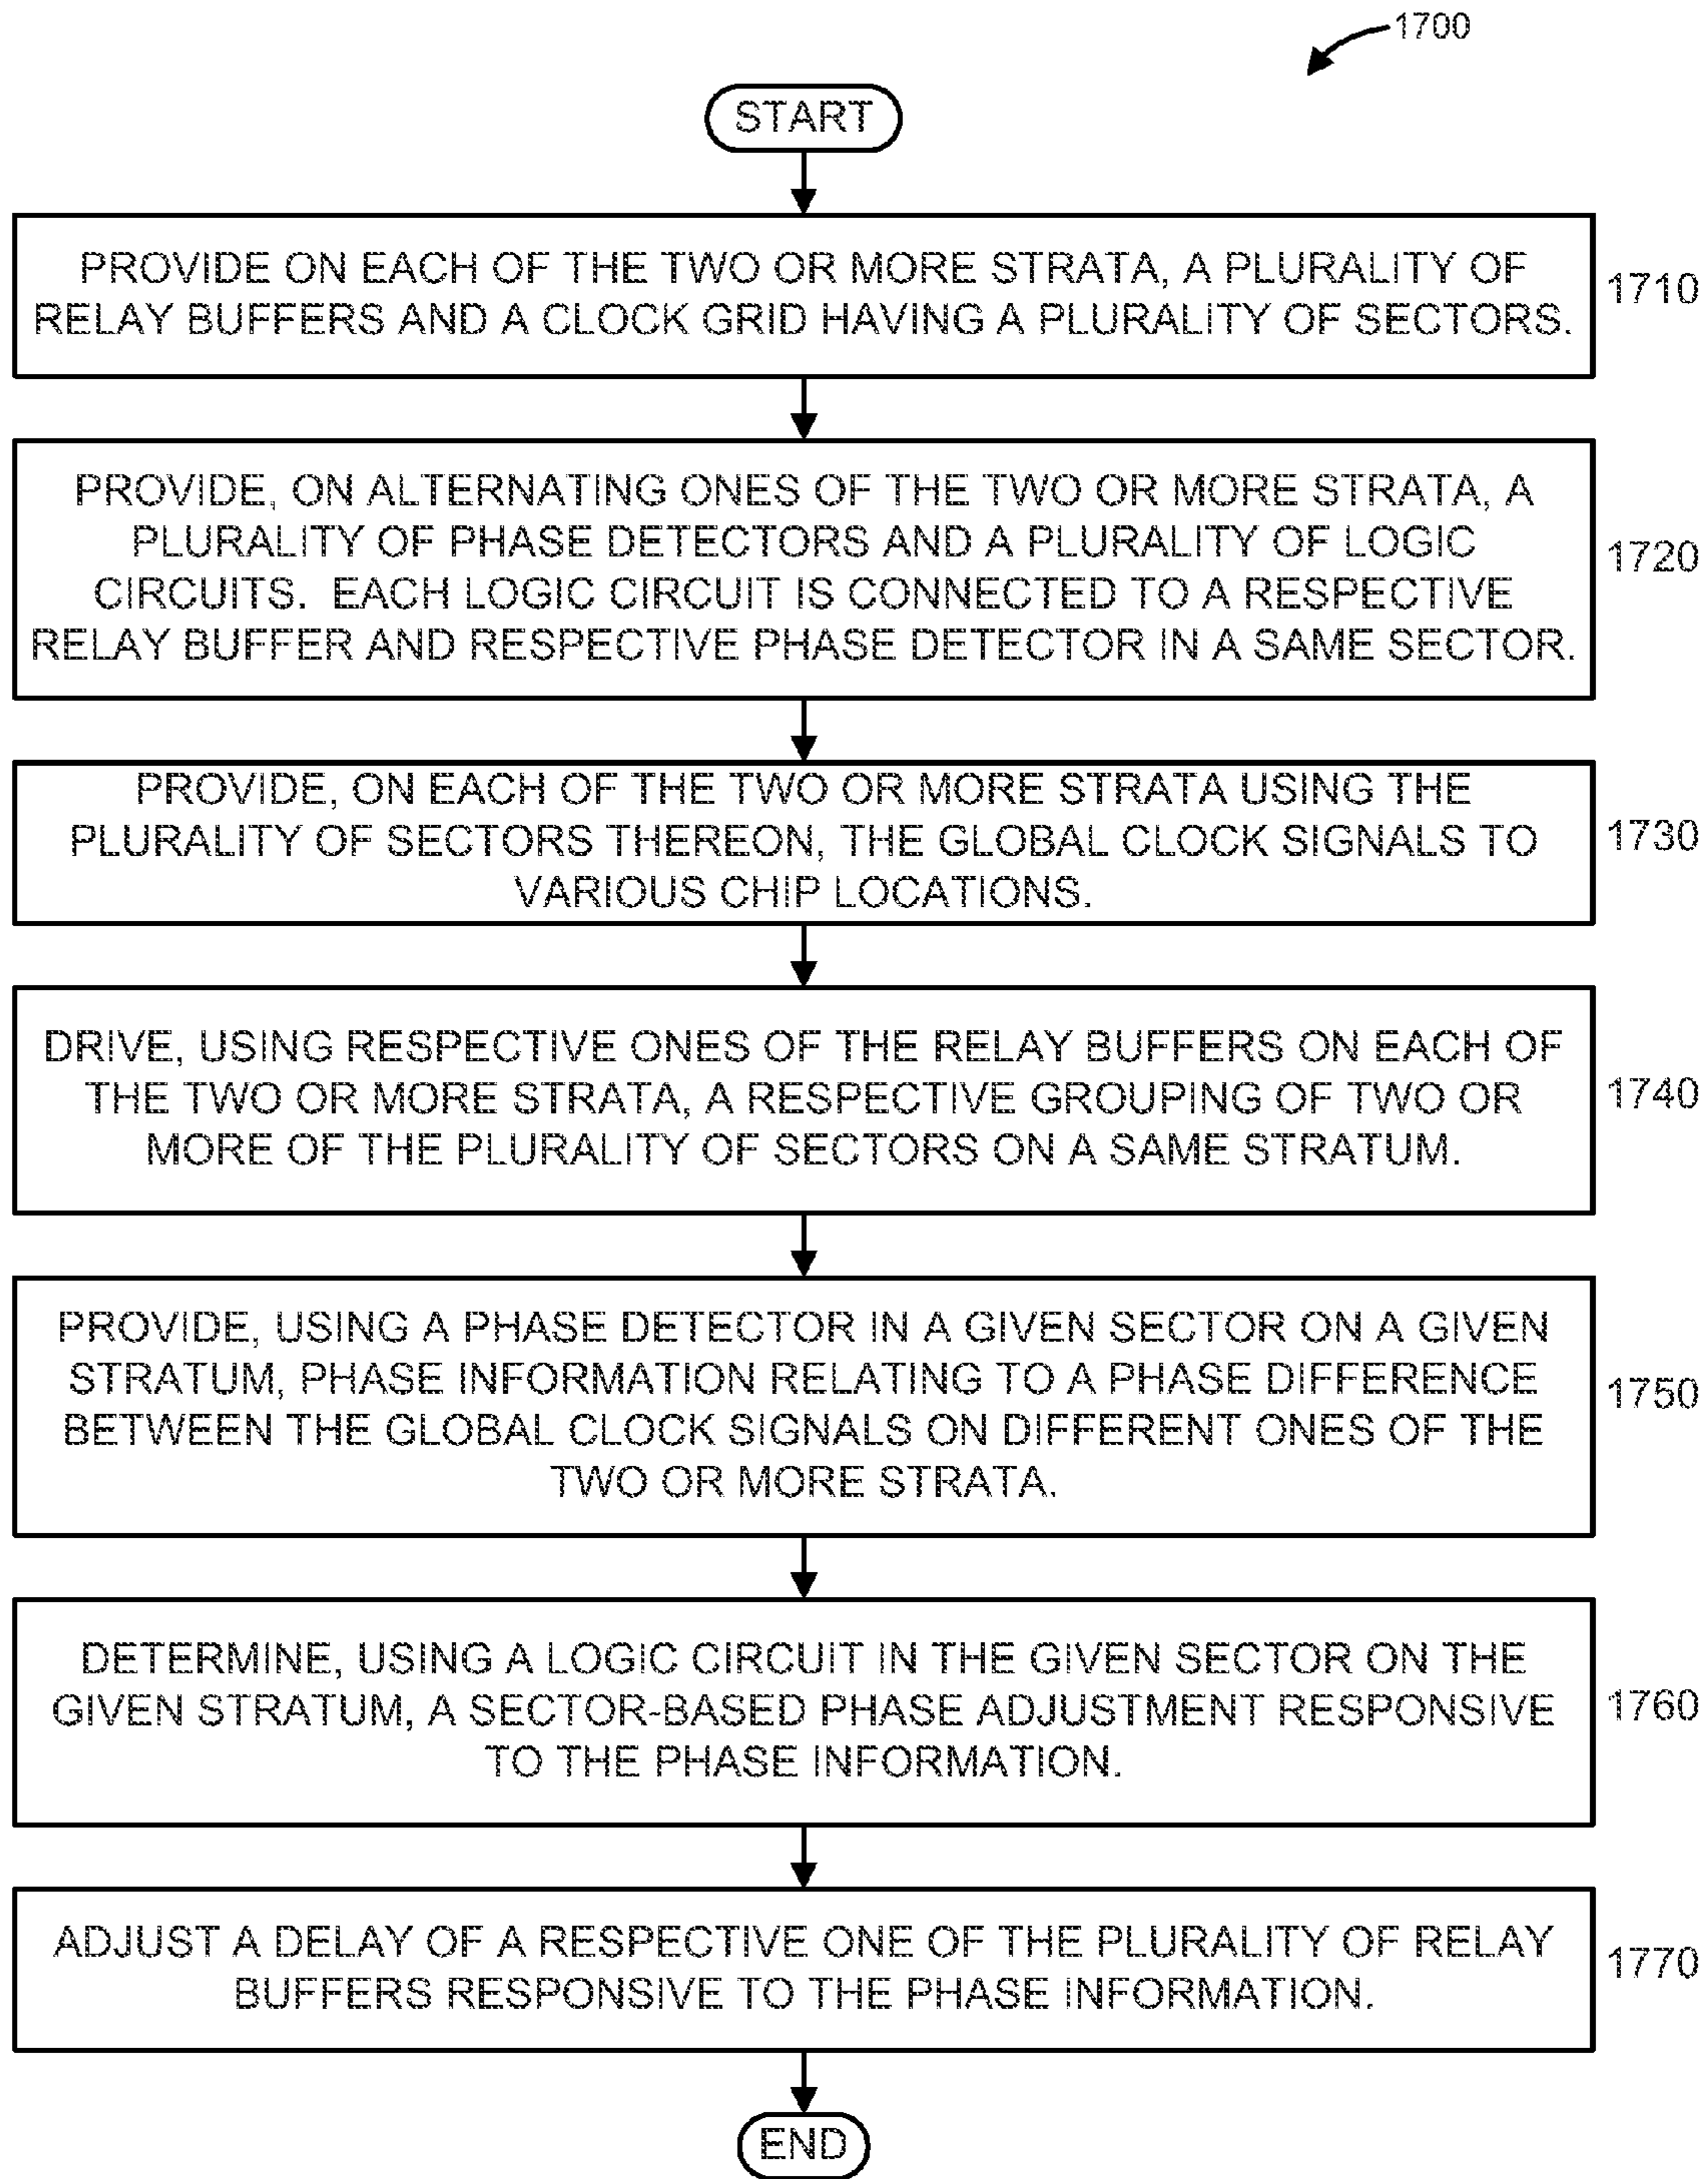 1700
START
PROVIDE ON EACH OF THE TWO OR MORE STRATA, A PLURALITY OF
RELAY BUFFERS AND A CLOCK GRID HAVING A PLURALITY OF SECTORS.
1710
PROVIDE, ON ALTERNATING ONES OF THE TWO OR MORE STRATA, A
PLURALITY OF PHASE DETECTORS AND A PLURALITY OF LOGIC
CIRCUITS. EACH LOGIC CIRCUIT IS CONNECTED TO A RESPECTIVE
RELAY BUFFER AND RESPECTIVE PHASE DETECTOR IN A SAME SECTOR.
1720
PROVIDE, ON EACH OF THE TWO OR MORE STRATA USING THE
PLURALITY OF SECTORS THEREON, THE GLOBAL CLOCK SIGNALS TO
VARIOUS CHIP LOCATIONS.
1730
DRIVE, USING RESPECTIVE ONES OF THE RELAY BUFFERS ON EACH OF
THE TWO OR MORE STRATA, A RESPECTIVE GROUPING OF TWO OR
MORE OF THE PLURALITY OF SECTORS ON A SAME STRATUM.
1740
PROVIDE, USING A PHASE DETECTOR IN A GIVEN SECTOR ON A GIVEN
STRATUM, PHASE INFORMATION RELATING TO A PHASE DIFFERENCE
BETWEEN THE GLOBAL CLOCK SIGNALS ON DIFFERENT ONES OF THE
TWO OR MORE STRATA.
1750
DETERMINE, USING A LOGIC CIRCUIT IN THE GIVEN SECTOR ON THE
GIVEN STRATUM, A SECTOR-BASED PHASE ADJUSTMENT RESPONSIVE
TO THE PHASE INFORMATION.
1760
ADJUST A DELAY OF A RESPECTIVE ONE OF THE PLURALITY OF RELAY
BUFFERS RESPONSIVE TO THE PHASE INFORMATION.
1770
END